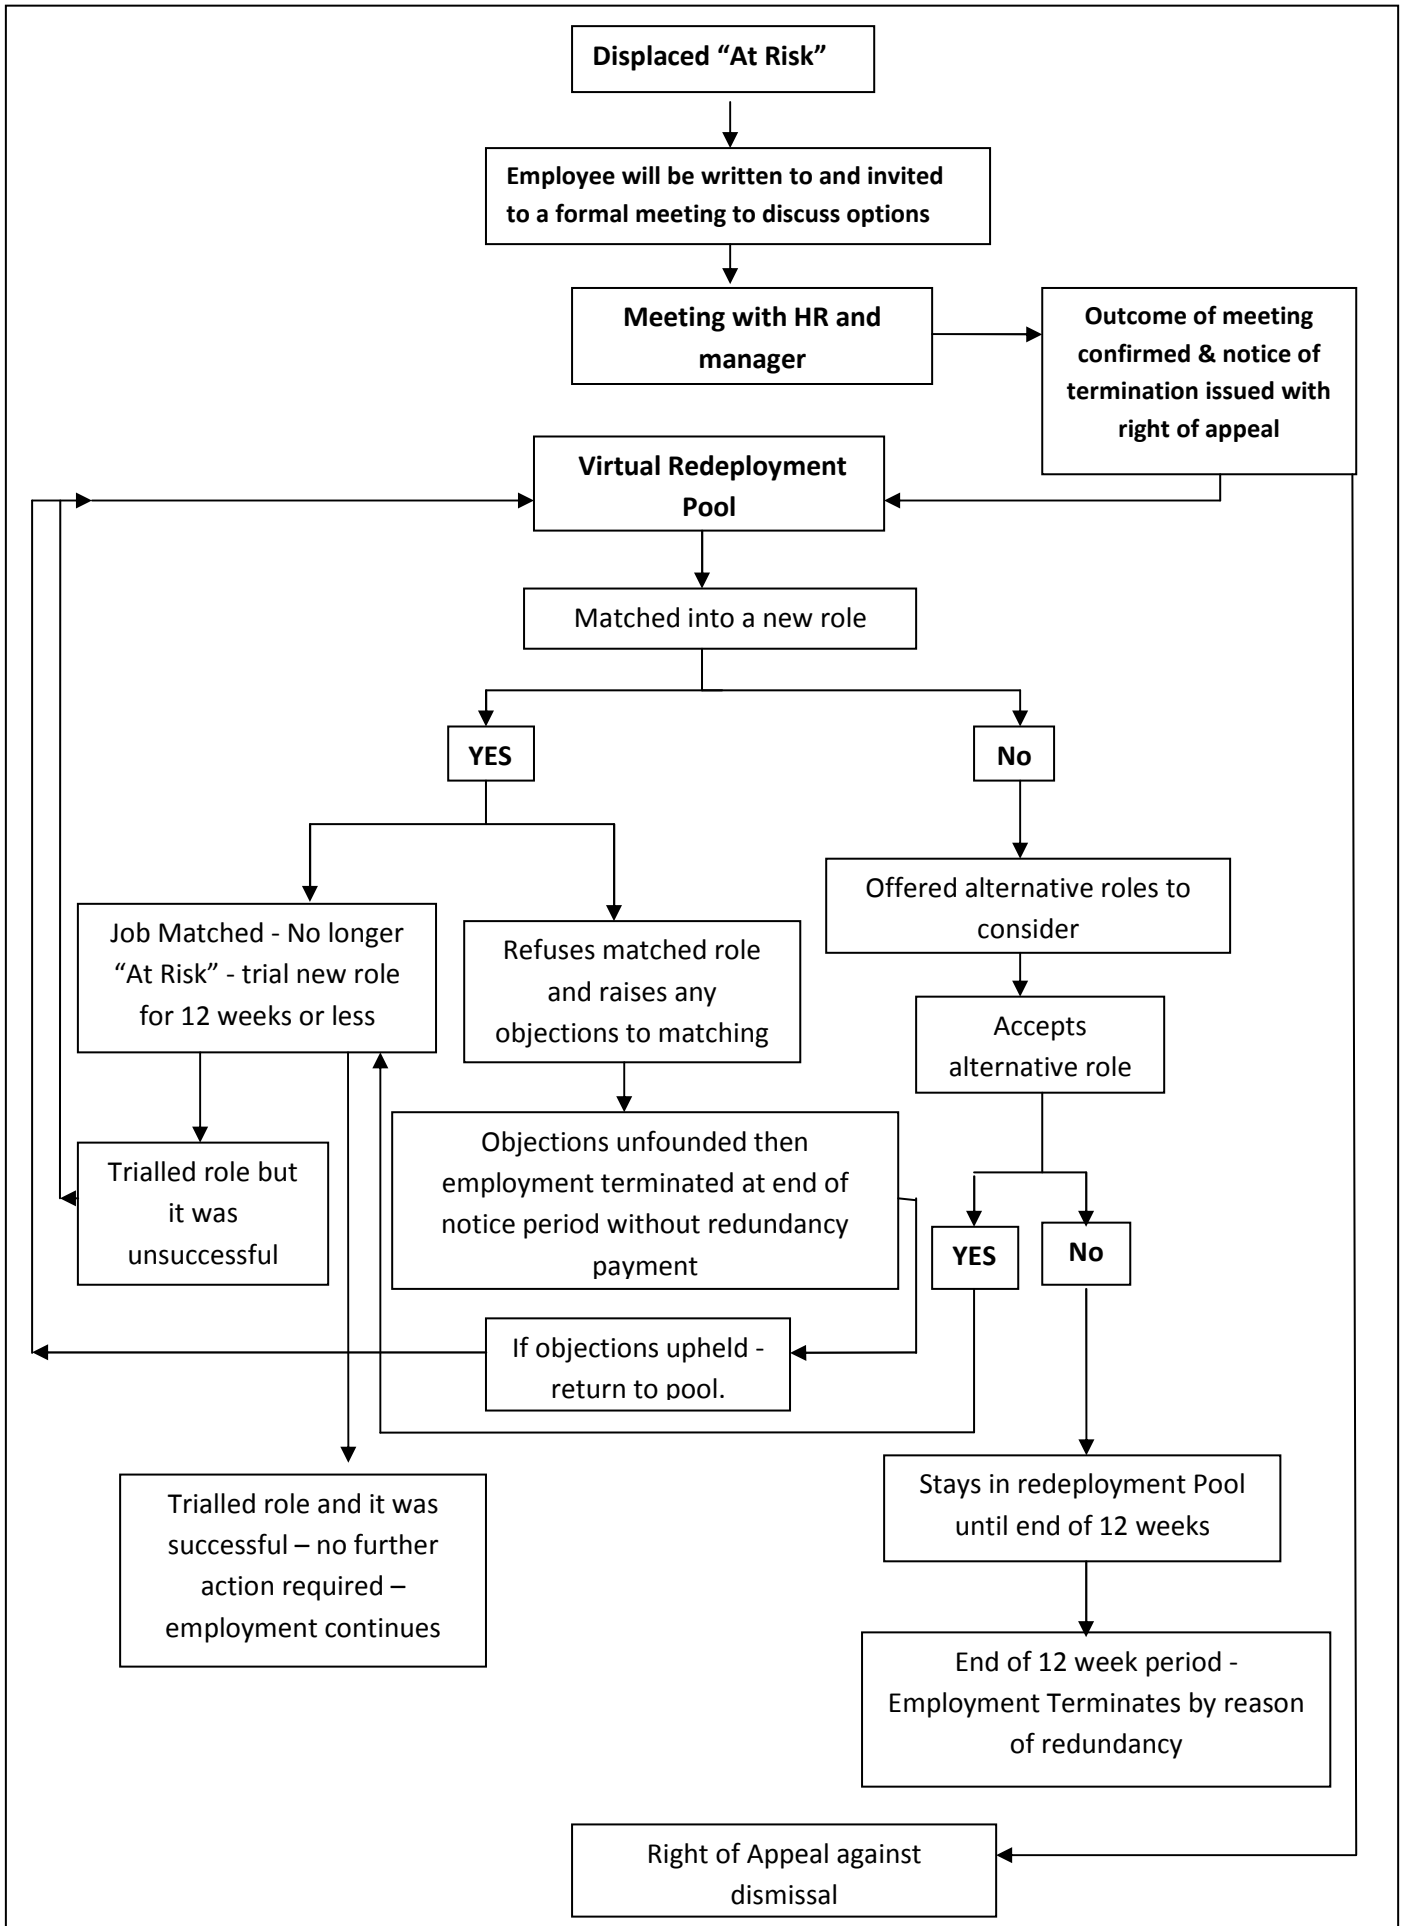 Displaced “At Risk”
Employee will be written to and invited
to a formal meeting to discuss options
Meeting with HR and
manager
Outcome of meeting
confirmed & notice of
termination issued with
right of appeal
Virtual Redeployment
Pool
Matched into a new role
YES
No
Offered alternative roles to
consider
Job Matched - No longer
“At Risk” - trial new role
for 12 weeks or less
Refuses matched role
and raises any
objections to matching
Accepts
alternative role
Trialled role but
it was
unsuccessful
Objections unfounded then
employment terminated at end of
notice period without redundancy
payment
YES
No
If objections upheld -
return to pool.
Trialled role and it was
successful – no further
action required –
employment continues
Stays in redeployment Pool
until end of 12 weeks
End of 12 week period -
Employment Terminates by reason
of redundancy
Right of Appeal against
dismissal